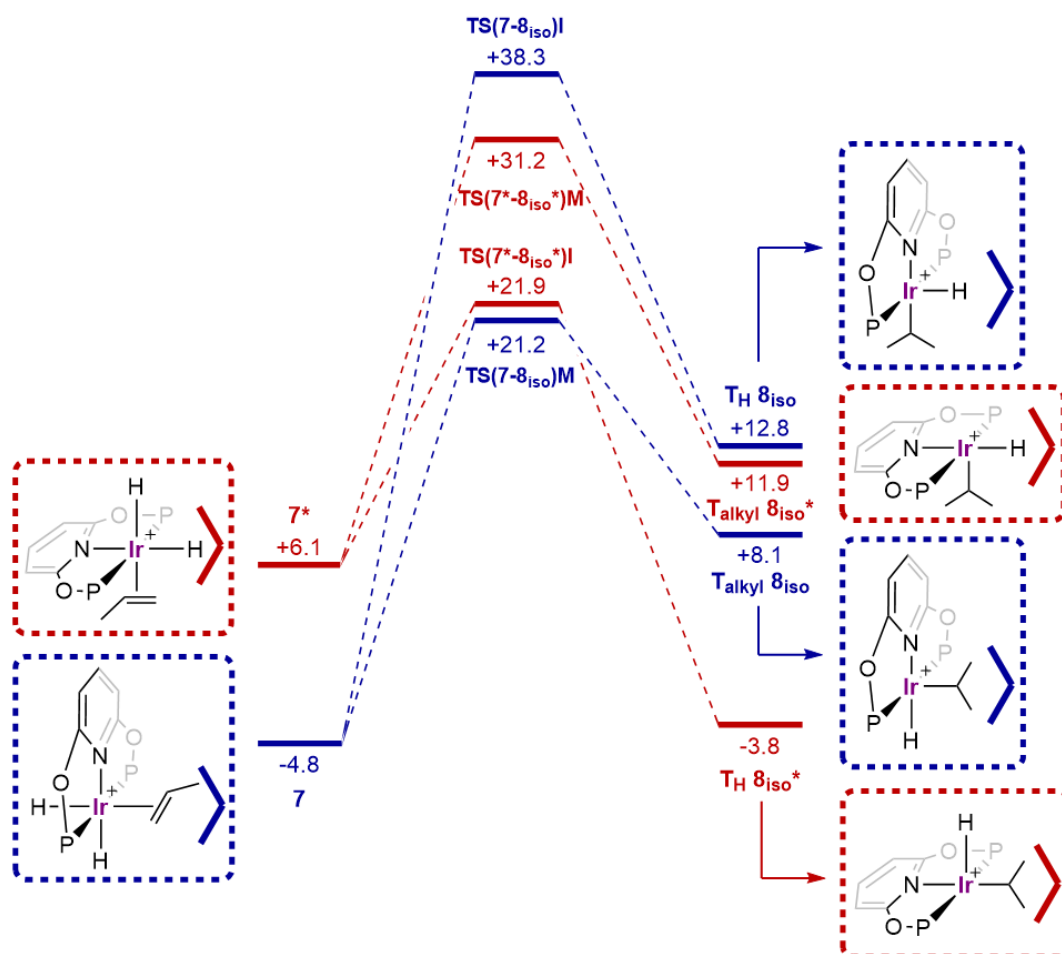 TS(7-8iso)I
+38.3
+31.2
TS(7*-8iso*)M
TS(7*-8iso*)I
+21.9
+21.2
TS(7-8iso)M
7*
+6.1
-4.8
7
TH 8iso
+12.8
+11.9
Talkyl 8iso*
+8.1
Talkyl 8iso
-3.8
TH 8iso*
H
O-P
N Ir + H
O-P
N
O
O
P
H Ir +
P
H
O
N
O
P
Ir + H
P
O-P
N Ir + H
O-P
O
N
O
P
Ir +
P
H
H
O-P
N Ir +
O-P